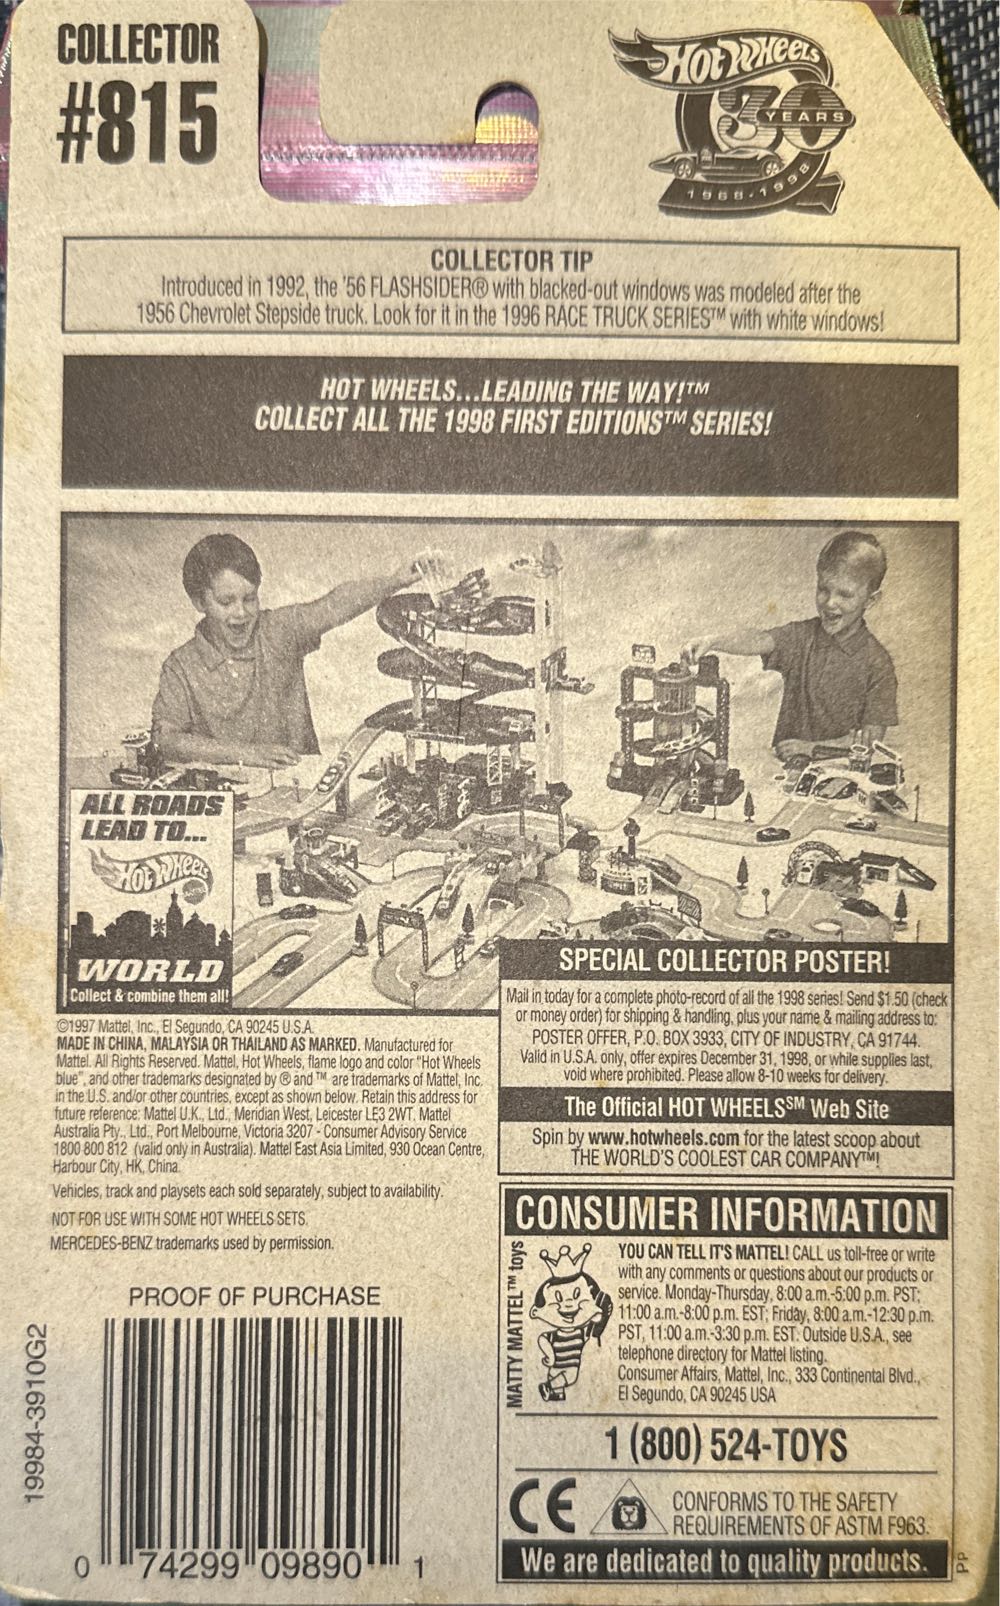 COLLECTOR
#815
HOT WHEELS
30
YEARS
1968-1998
COLLECTOR TIP
Introduced in 1992, the '56 FLASHSIDER® with blacked-out windows was modeled after the
1956 Chevrolet Stepside truck. Look for it in the 1996 RACE TRUCK SERIES™ with white windows!
HOT WHEELS...LEADING THE WAY!™
COLLECT ALL THE 1998 FIRST EDITIONS™ SERIES!
ALL ROADS
LEAD TO...
HOT WHEELS
WORLD
Collect & combine them all!
SPECIAL COLLECTOR POSTER!
Mail in today for a complete photo-record of all the 1998 series! Send $1.50 (check
or money order) for shipping & handling, plus your name & mailing address to:
POSTER OFFER, P.O. BOX 3933, CITY OF INDUSTRY, CA 91744.
Valid in U.S.A. only, offer expires December 31, 1998, or while supplies last,
void where prohibited. Please allow 8-10 weeks for delivery.
The Official HOT WHEELS℠ Web Site
Spin by www.hotwheels.com for the latest scoop about
THE WORLD'S COOLEST CAR COMPANY™!
©1997 Mattel, Inc., El Segundo, CA 90245 U.S.A.
MADE IN CHINA, MALAYSIA OR THAILAND AS MARKED. Manufactured for
Mattel. All Rights Reserved. Mattel, Hot Wheels, flame logo and color "Hot Wheels
blue", and other trademarks designated by ® and ™ are trademarks of Mattel, Inc.
in the U.S. and/or other countries, except as shown below. Retain this address for
future reference: Mattel U.K., Ltd., Meridian West, Leicester LE3 2WT. Mattel
Australia Pty., Ltd., Port Melbourne, Victoria 3207 - Consumer Advisory Service
1800 800 812 (valid only in Australia). Mattel East Asia Limited, 930 Ocean Centre,
Harbour City, HK, China.
Vehicles, track and playsets each sold separately, subject to availability.
NOT FOR USE WITH SOME HOT WHEELS SETS.
MERCEDES-BENZ trademarks used by permission.
PROOF OF PURCHASE
19984-3910G2
0 74299 09890 1
CONSUMER INFORMATION
MATTY MATTEL™ toys
YOU CAN TELL IT'S MATTEL! CALL us toll-free or write
with any comments or questions about our products or
service. Monday-Thursday, 8:00 a.m.-5:00 p.m. PST;
11:00 a.m.-8:00 p.m. EST; Friday, 8:00 a.m.-12:30 p.m.
PST, 11:00 a.m.-3:30 p.m. EST. Outside U.S.A., see
telephone directory for Mattel listing.
Consumer Affairs, Mattel, Inc., 333 Continental Blvd.,
El Segundo, CA 90245 USA
1 (800) 524-TOYS
CE
CONFORMS TO THE SAFETY
REQUIREMENTS OF ASTM F963.
We are dedicated to quality products.
PP